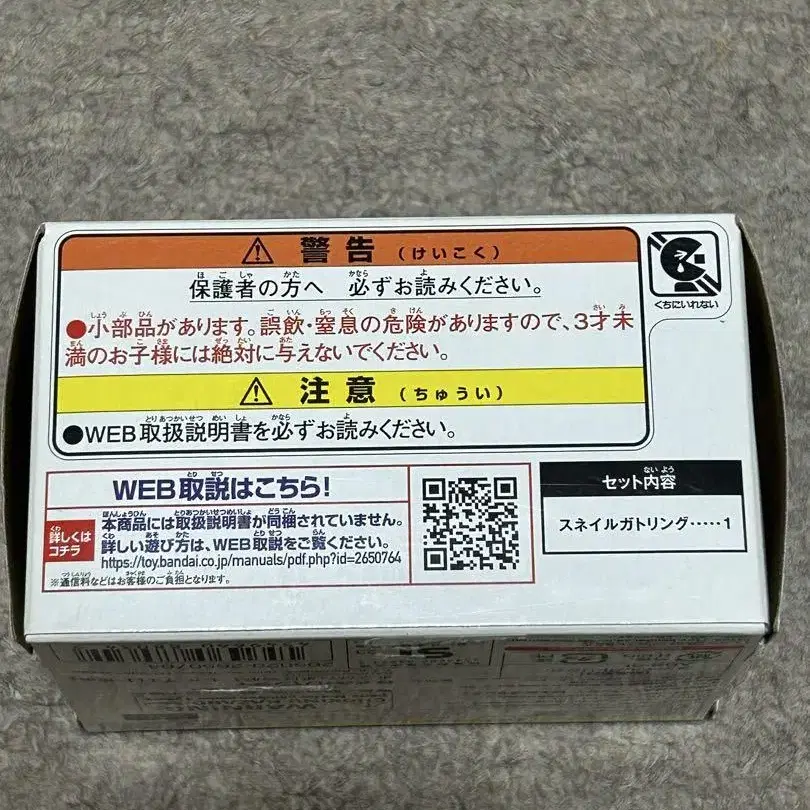 警告（けいこく）
保護者の方へ 必ずお読みください。
●小部品があります。誤飲・窒息の危険がありますので、3才未
満のお子様には絶対に与えないでください。
くちにいれない
注意（ちゅうい）
●WEB取扱説明書を必ずお読みください。
WEB取説はこちら!
詳しくは
コチラ
本商品には取扱説明書が同梱されていません。
詳しい遊び方は、WEB取説をご覧ください。
https://toy.bandai.co.jp/manuals/pdf.php?id=2650764
※通信料などはお客様のご負担となります。
セット内容
スネイルガトリング・・・・・1
WARNING